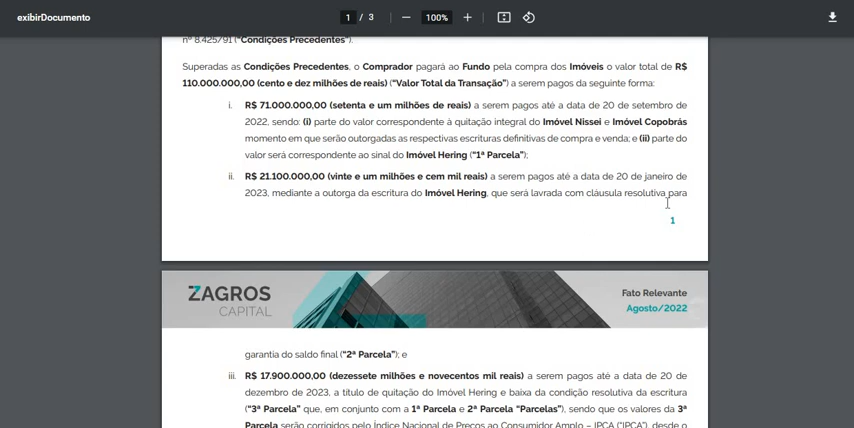 exibirDocumento
1 / 3
100%
nº 8.425/91 ("Condições Precedentes").
Superadas as Condições Precedentes, o Comprador pagará ao Fundo pela compra dos Imóveis o valor total de R$
110.000.000,00 (cento e dez milhões de reais) ("Valor Total da Transação") a serem pagos da seguinte forma:
i. R$ 71.000.000,00 (setenta e um milhões de reais) a serem pagos até a data de 20 de setembro de
2022, sendo: (i) parte do valor correspondente à quitação integral do Imóvel Nissei e Imóvel Copobrás
momento em que serão outorgadas as respectivas escrituras definitivas de compra e venda; e (ii) parte do
valor será correspondente ao sinal do Imóvel Hering ("1ª Parcela");
ii. R$ 21.100.000,00 (vinte e um milhões e cem mil reais) a serem pagos até a data de 20 de janeiro de
2023, mediante a outorga da escritura do Imóvel Hering, que será lavrada com cláusula resolutiva para
1
ZAGROS
CAPITAL
Fato Relevante
Agosto/2022
garantia do saldo final ("2ª Parcela"); e
iii. R$ 17.900.000,00 (dezessete milhões e novecentos mil reais) a serem pagos até a data de 20 de
dezembro de 2023, a título de quitação do Imóvel Hering e baixa da condição resolutiva da escritura
("3ª Parcela" que, em conjunto com a 1ª Parcela e 2ª Parcela "Parcelas"), sendo que os valores da 3ª
Parcela serão corrigidos pelo Índice Nacional de Preços ao Consumidor Amplo – IPCA ("IPCA"), desde o